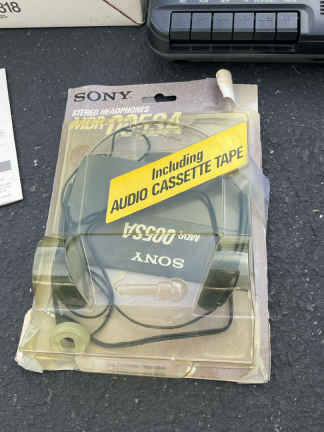 318
SONY
STEREO HEADPHONES
MDR-005SA
Including
AUDIO CASSETTE TAPE
MDR-005SA
SONY